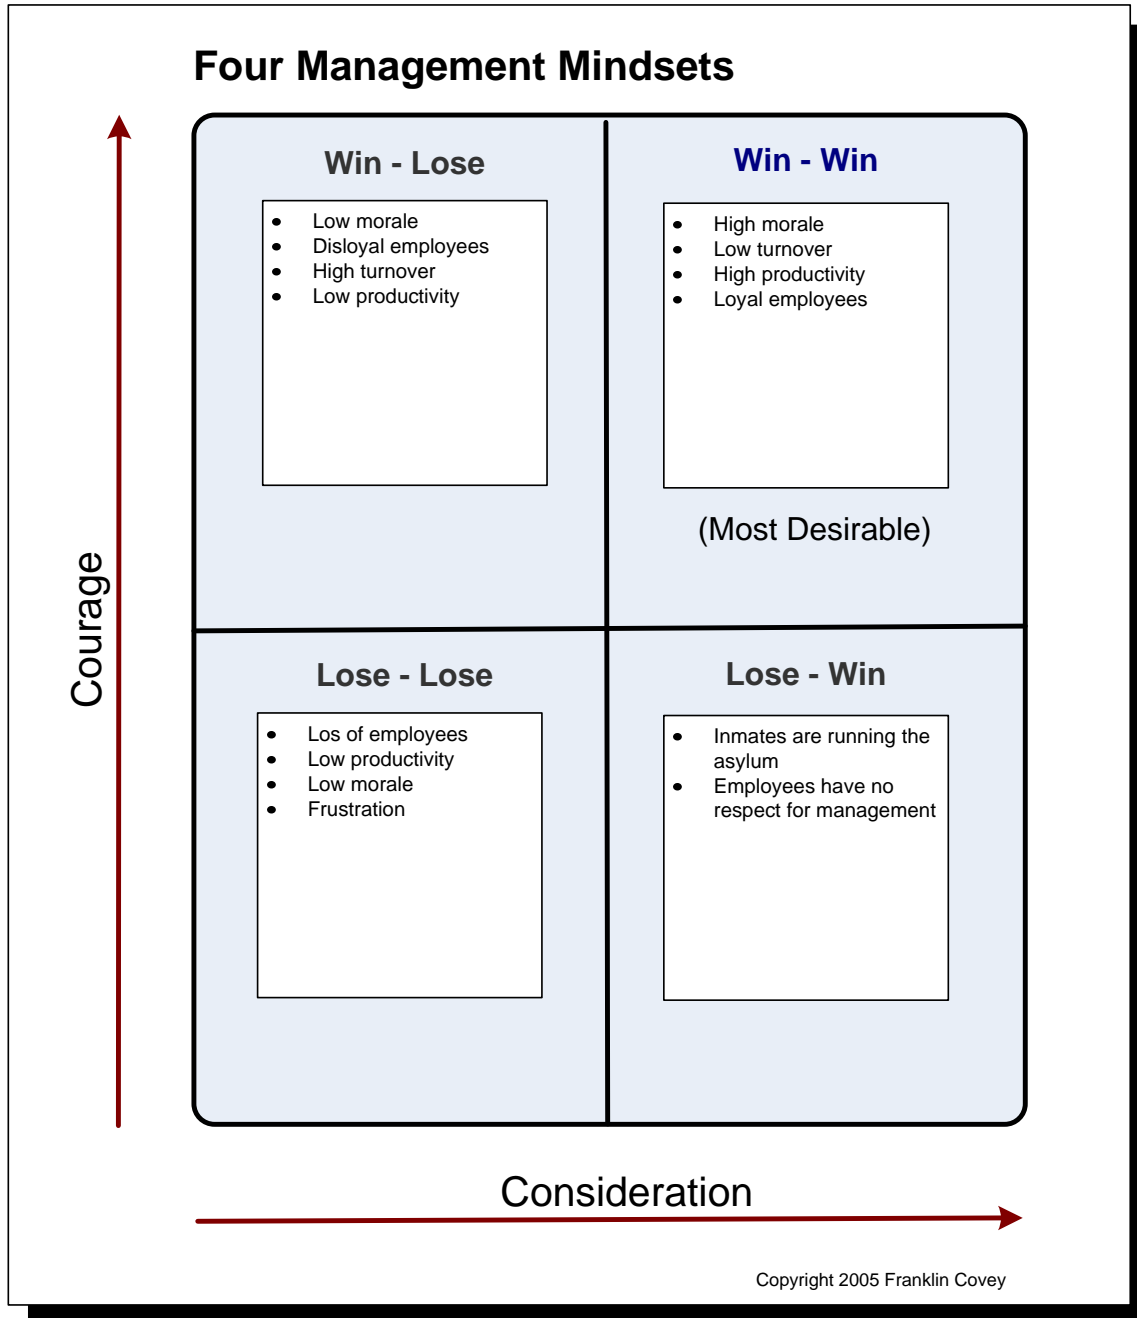 Four Management Mindsets
Win - Lose
• Low morale
• Disloyal employees
• High turnover
• Low productivity
Win - Win
• High morale
• Low turnover
• High productivity
• Loyal employees
(Most Desirable)
Courage
Lose - Lose
• Los of employees
• Low productivity
• Low morale
• Frustration
Lose - Win
• Inmates are running the
asylum
• Employees have no
respect for management
Consideration
Copyright 2005 Franklin Covey